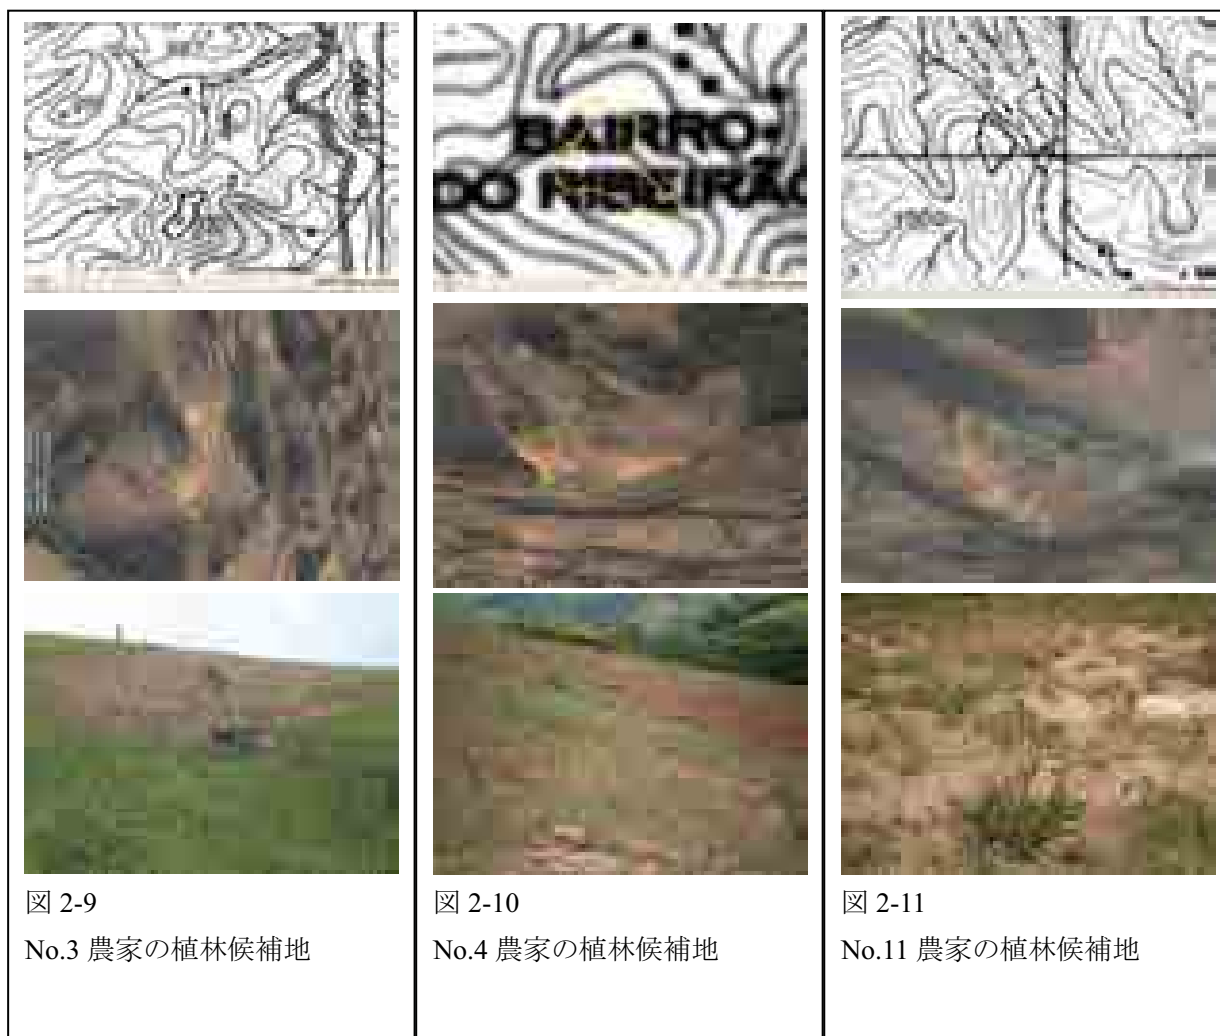 BAIRRO
DO RIBEIRÃO
図 2-9
No.3 農家の植林候補地
図 2-10
No.4 農家の植林候補地
図 2-11
No.11 農家の植林候補地